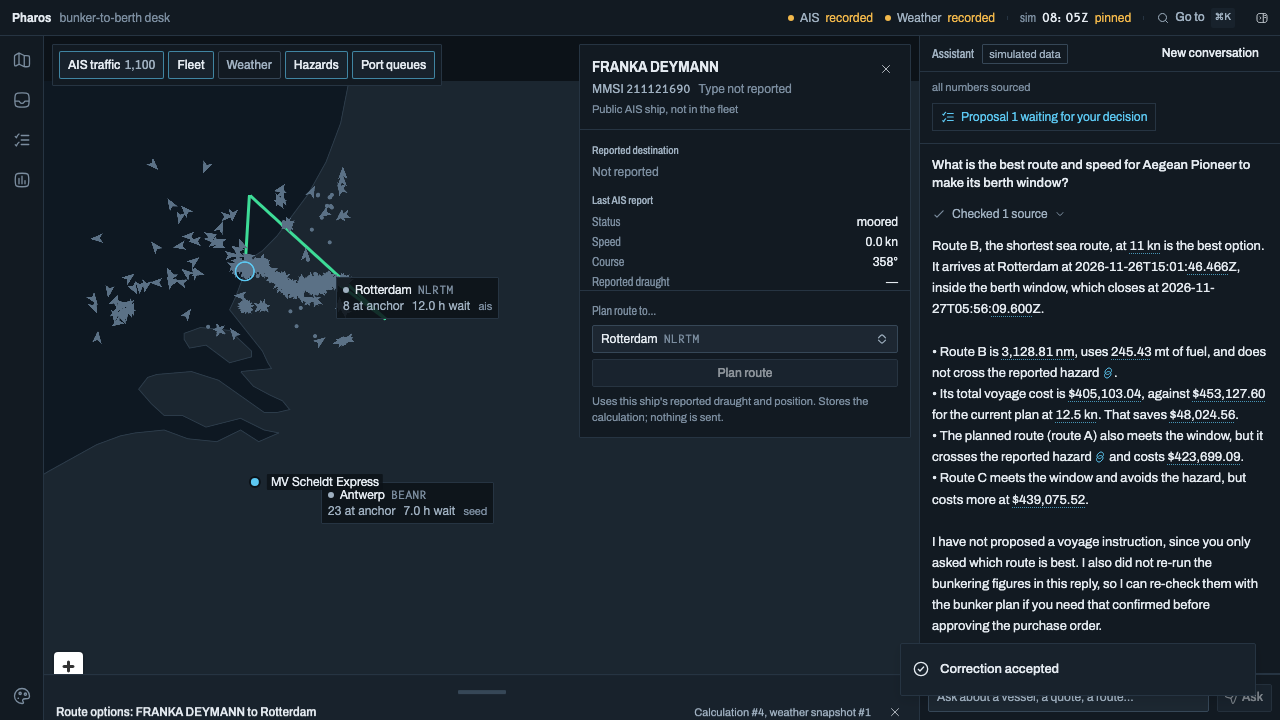 Pharos bunker-to-berth desk
AIS recorded Weather recorded sim 08:05Z pinned Go to ⌘K
AIS traffic 1,100 Fleet Weather Hazards Port queues
Rotterdam NLRTM
8 at anchor 12.0 h wait ais
MV Scheldt Express
Antwerp BEANR
23 at anchor 7.0 h wait seed
+
FRANKA DEYMANN
MMSI 211121690 Type not reported
Public AIS ship, not in the fleet
Reported destination
Not reported
Last AIS report
Status moored
Speed 0.0 kn
Course 358°
Reported draught —
Plan route to...
Rotterdam NLRTM
Plan route
Uses this ship's reported draught and position. Stores the
calculation; nothing is sent.
Route options: FRANKA DEYMANN to Rotterdam Calculation #4, weather snapshot #1
Assistant simulated data New conversation
all numbers sourced
Proposal 1 waiting for your decision
What is the best route and speed for Aegean Pioneer to
make its berth window?
Checked 1 source
Route B, the shortest sea route, at 11 kn is the best option.
It arrives at Rotterdam at 2026-11-26T15:01:46.466Z,
inside the berth window, which closes at 2026-11-
27T05:56:09.600Z.
• Route B is 3,128.81 nm, uses 245.43 mt of fuel, and does
not cross the reported hazard.
• Its total voyage cost is $405,103.04, against $453,127.60
for the current plan at 12.5 kn. That saves $48,024.56.
• The planned route (route A) also meets the window, but it
crosses the reported hazard and costs $423,699.09.
• Route C meets the window and avoids the hazard, but
costs more at $439,075.52.
I have not proposed a voyage instruction, since you only
asked which route is best. I also did not re-run the
bunkering figures in this reply, so I can re-check them with
the bunker plan if you need that confirmed before
approving the purchase order.
Correction accepted
Ask about a vessel, a quote, a route... Ask